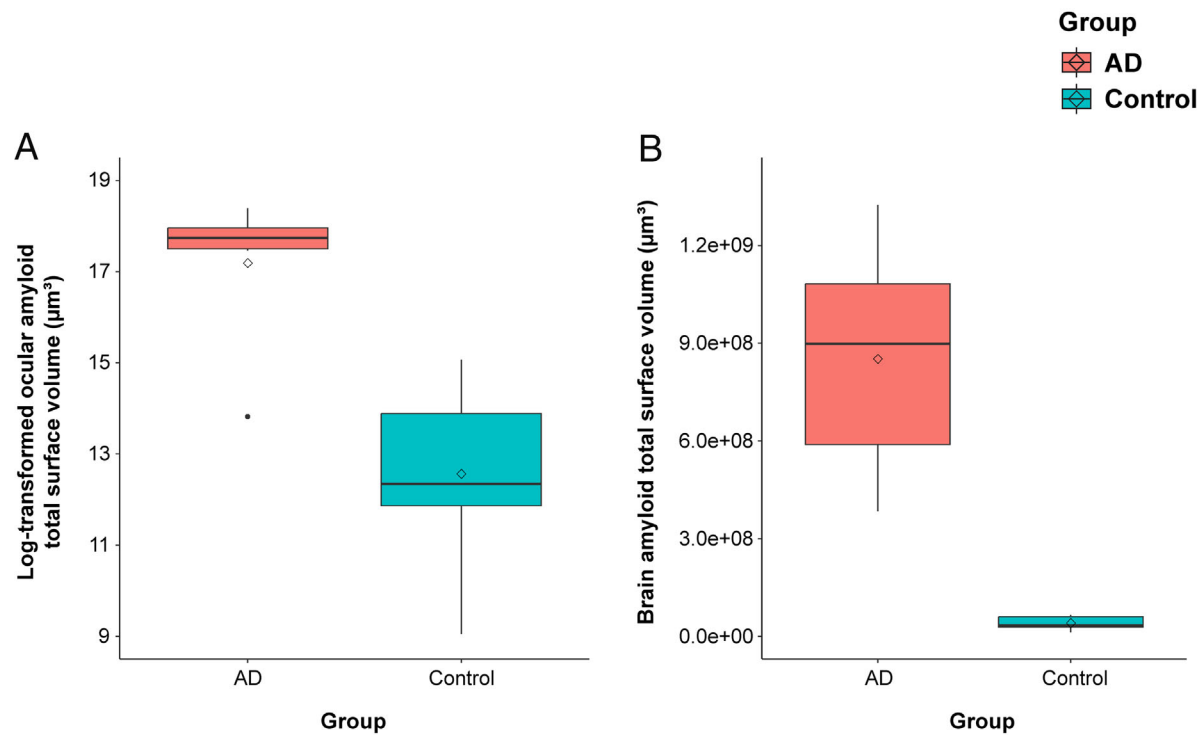 Group
AD
Control
A
B
Log-transformed ocular amyloid
total surface volume (μm³)
19
17
15
13
11
9
AD
Control
Group
Brain amyloid total surface volume (μm³)
1.2e+09
9.0e+08
6.0e+08
3.0e+08
0.0e+00
AD
Control
Group